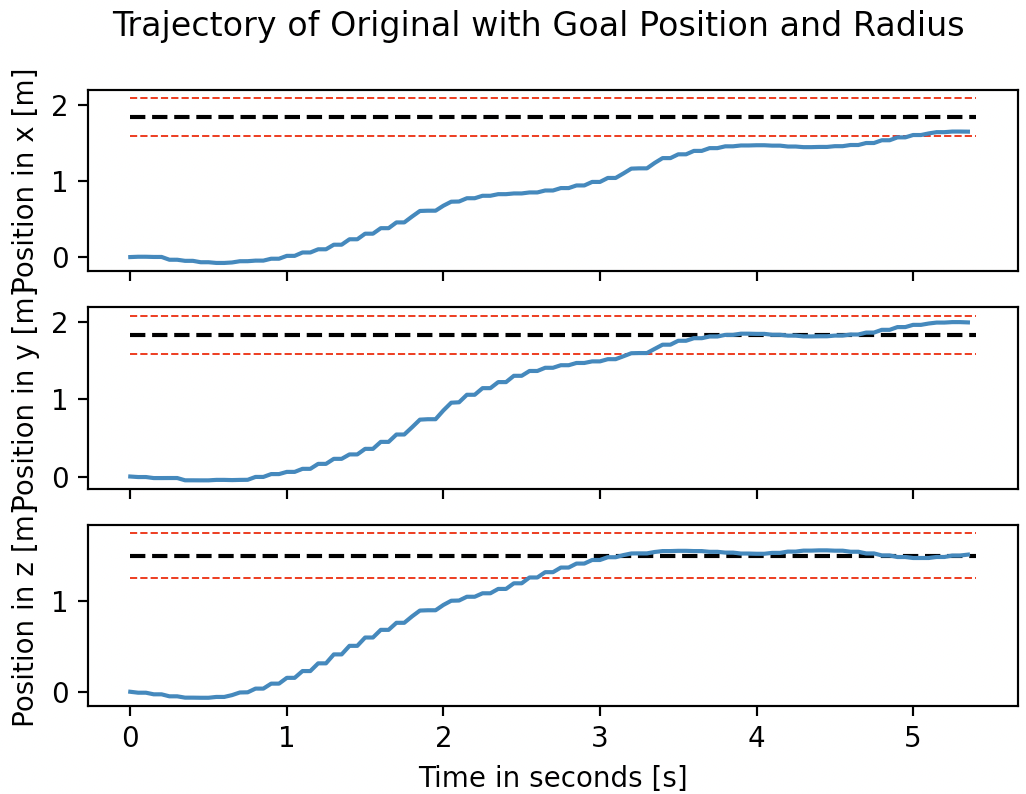 Trajectory of Original with Goal Position and Radius
Position in x [m]
2
1
0
Position in y [m]
2
1
0
Position in z [m]
1
0
0 1 2 3 4 5
Time in seconds [s]